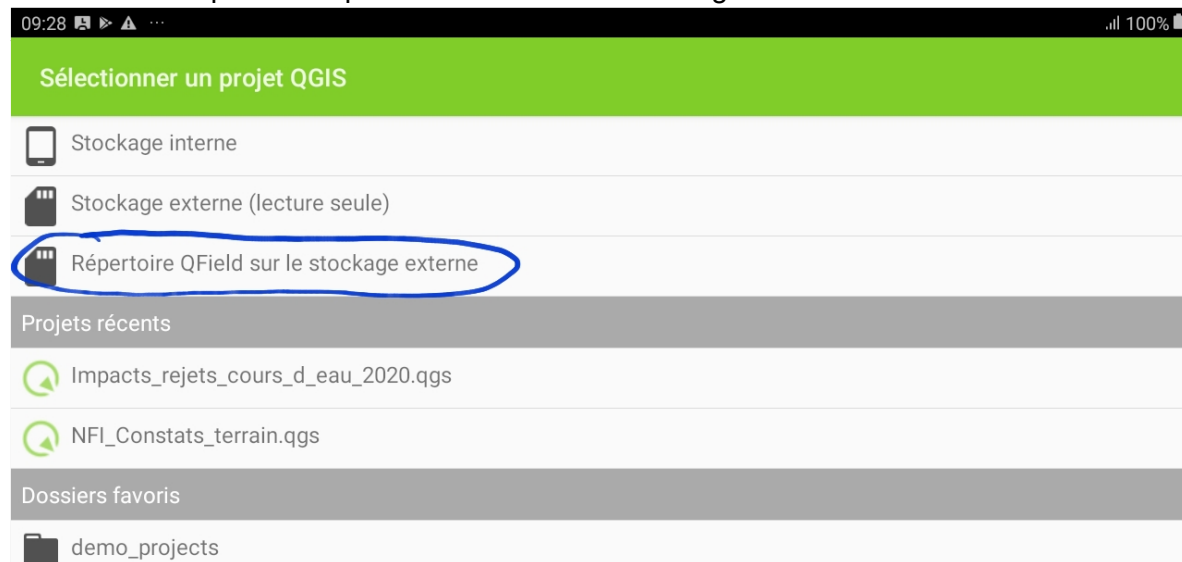 09:28 ... 100%
Sélectionner un projet QGIS
Stockage interne
Stockage externe (lecture seule)
Répertoire QField sur le stockage externe
Projets récents
Impacts_rejets_cours_d_eau_2020.qgs
NFI_Constats_terrain.qgs
Dossiers favoris
demo_projects